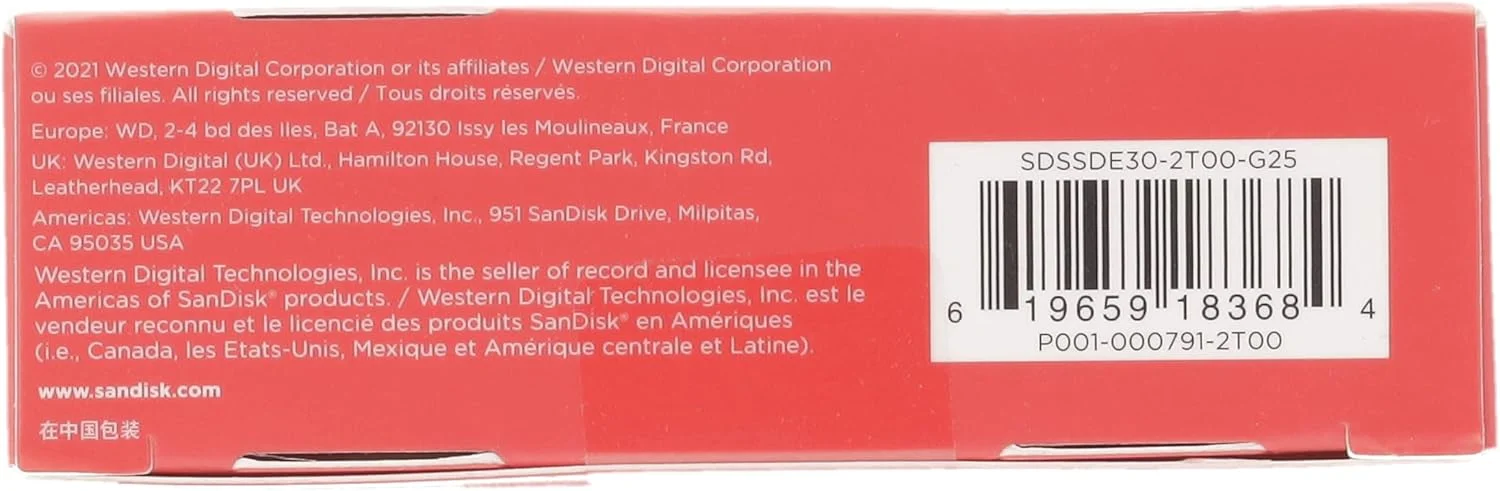 © 2021 Western Digital Corporation or its affiliates / Western Digital Corporation
ou ses filiales. All rights reserved / Tous droits réservés.
Europe: WD, 2-4 bd des Iles, Bat A, 92130 Issy les Moulineaux, France
UK: Western Digital (UK) Ltd., Hamilton House, Regent Park, Kingston Rd,
Leatherhead, KT22 7PL UK
Americas: Western Digital Technologies, Inc., 951 SanDisk Drive, Milpitas,
CA 95035 USA
Western Digital Technologies, Inc. is the seller of record and licensee in the
Americas of SanDisk® products. / Western Digital Technologies, Inc. est le
vendeur reconnu et le licencié des produits SanDisk® en Amériques
(i.e., Canada, les Etats-Unis, Mexique et Amérique centrale et Latine).
www.sandisk.com
在中国包装
SDSSDE30-2T00-G25
6 19659 18368 4
P001-000791-2T00